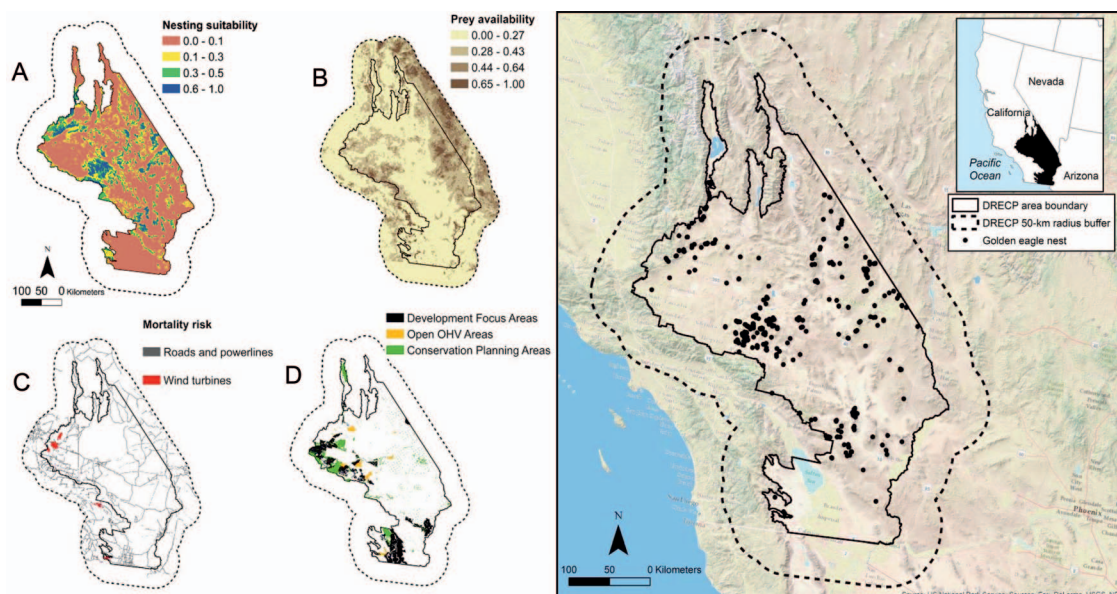 A
Nesting suitability
0.0 - 0.1
0.1 - 0.3
0.3 - 0.5
0.6 - 1.0
N
100 50 0 Kilometers
B
Prey availability
0.00 - 0.27
0.28 - 0.43
0.44 - 0.64
0.65 - 1.00
C
Mortality risk
Roads and powerlines
Wind turbines
D
Development Focus Areas
Open OHV Areas
Conservation Planning Areas
Nevada
California
Pacific
Ocean
Arizona
DRECP area boundary
DRECP 50-km radius buffer
Golden eagle nest
Phoenix
N
100 50 0 Kilometers